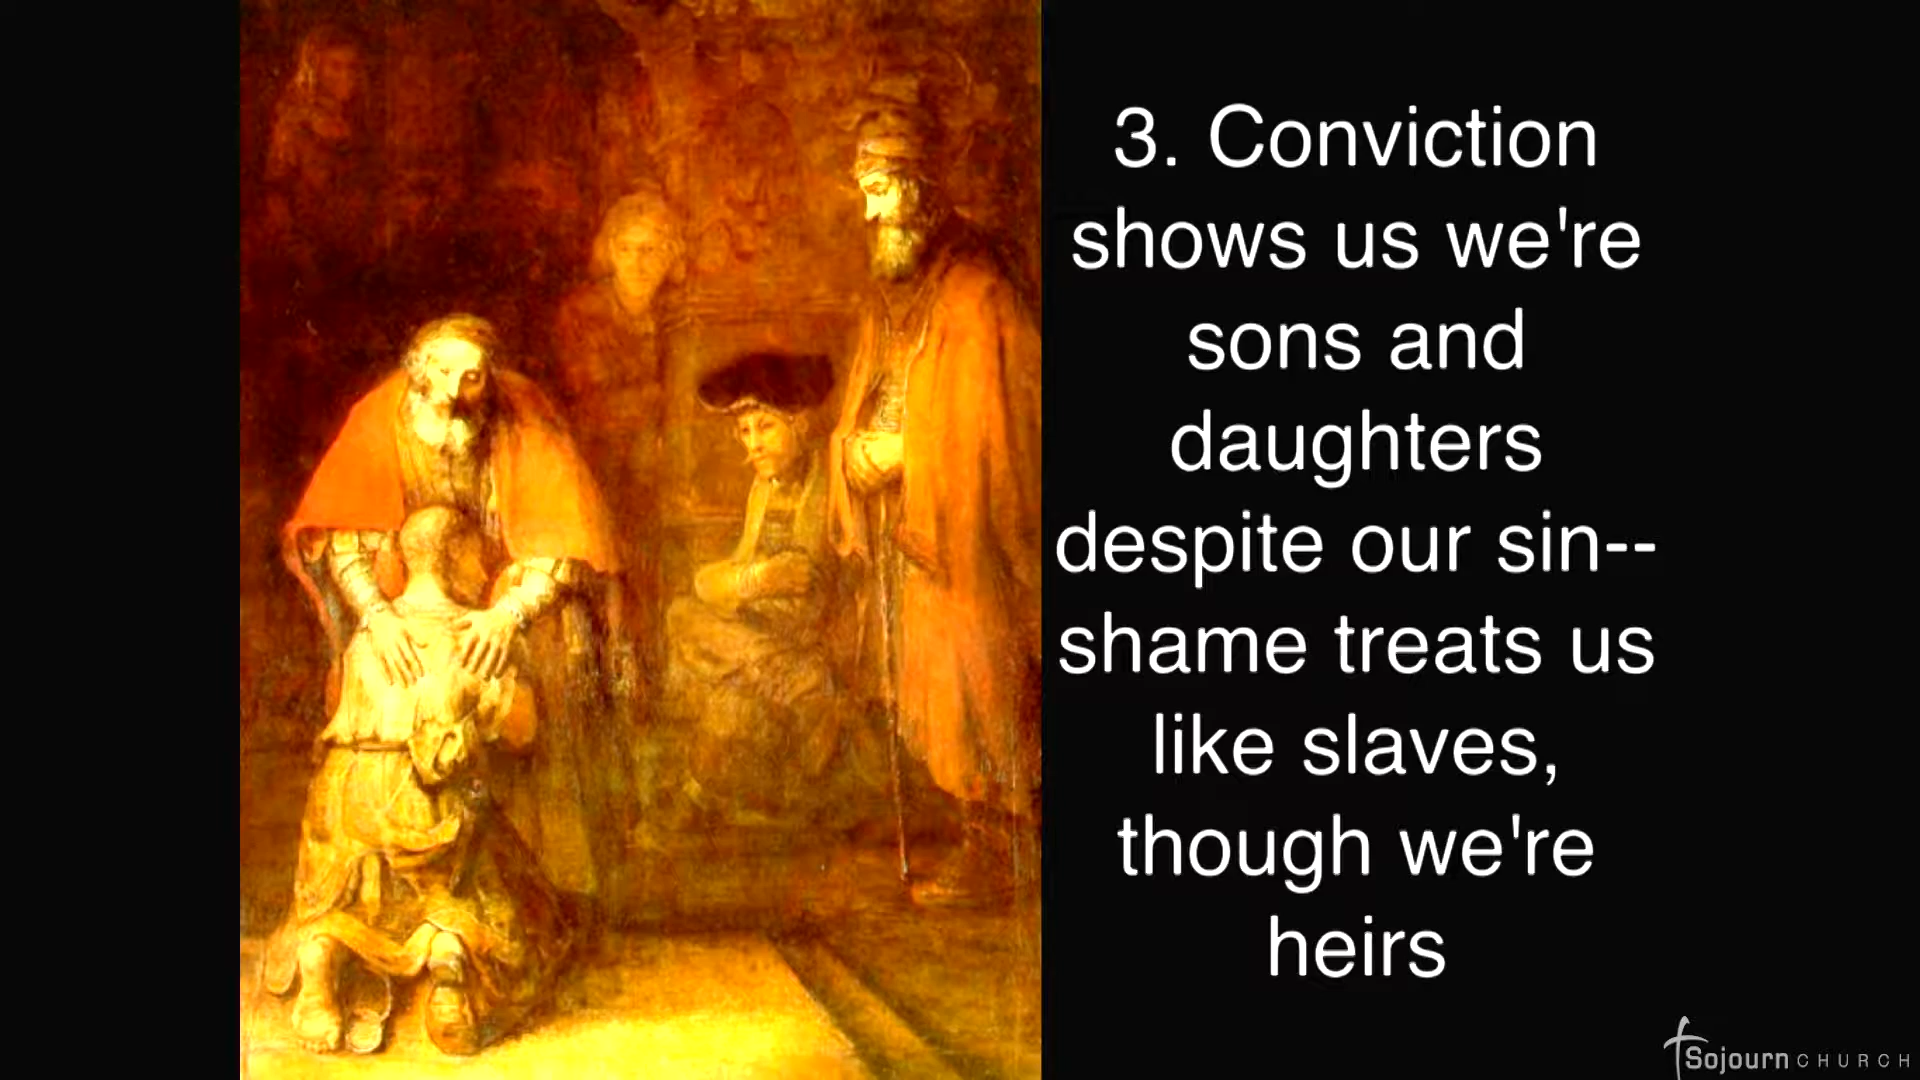 3. Conviction
shows us we're
sons and
daughters
despite our sin--
shame treats us
like slaves,
though we're
heirs
Sojourn CHURCH